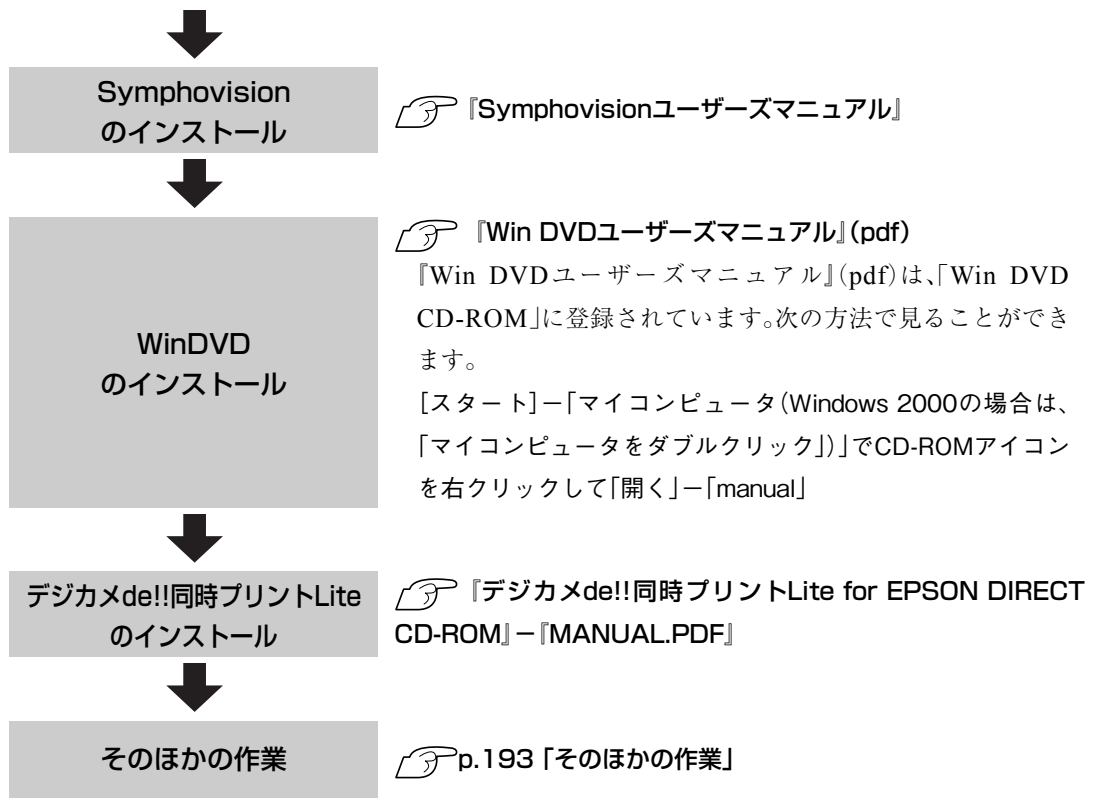 Symphovision
のインストール
『Symphovisionユーザーズマニュアル』
WinDVD
のインストール
『Win DVDユーザーズマニュアル』(pdf)
『Win DVDユーザーズマニュアル』(pdf)は、「Win DVD
CD-ROM」に登録されています。次の方法で見ることができ
ます。
[スタート]－「マイコンピュータ(Windows 2000の場合は、
「マイコンピュータをダブルクリック」)」でCD-ROMアイコン
を右クリックして「開く」－「manual」
デジカメde!!同時プリントLite
のインストール
『デジカメde!!同時プリントLite for EPSON DIRECT
CD-ROM』－『MANUAL.PDF』
そのほかの作業
p.193「そのほかの作業」